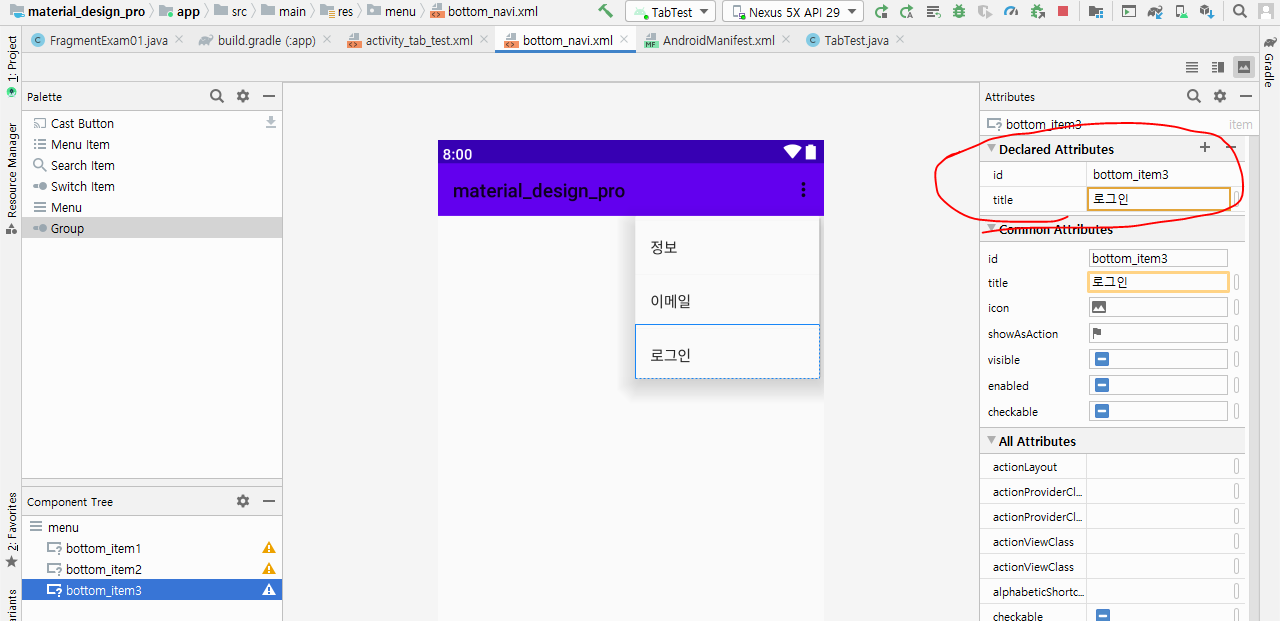 material_design_pro app src main res menu bottom_navi.xml TabTest Nexus 5X API 29
FragmentExam01.java build.gradle (:app) activity_tab_test.xml bottom_navi.xml AndroidManifest.xml TabTest.java
1: Project
Resource Manager
2: Favorites
Gradle
Palette
Cast Button
Menu Item
Search Item
Switch Item
Menu
Group
Component Tree
menu
bottom_item1
bottom_item2
bottom_item3
8:00
material_design_pro
정보
이메일
로그인
Attributes
bottom_item3 item
Declared Attributes
id bottom_item3
title 로그인
Common Attributes
id bottom_item3
title 로그인
icon
showAsAction
visible
enabled
checkable
All Attributes
actionLayout
actionProviderCl...
actionProviderCl...
actionViewClass
actionViewClass
alphabeticShortc...
checkable